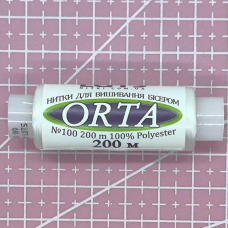 НИТКИ ДЛЯ ВИШИВАННЯ БІСЕРОМ
ORTA
№100 200 m 100% Polyester
200 м